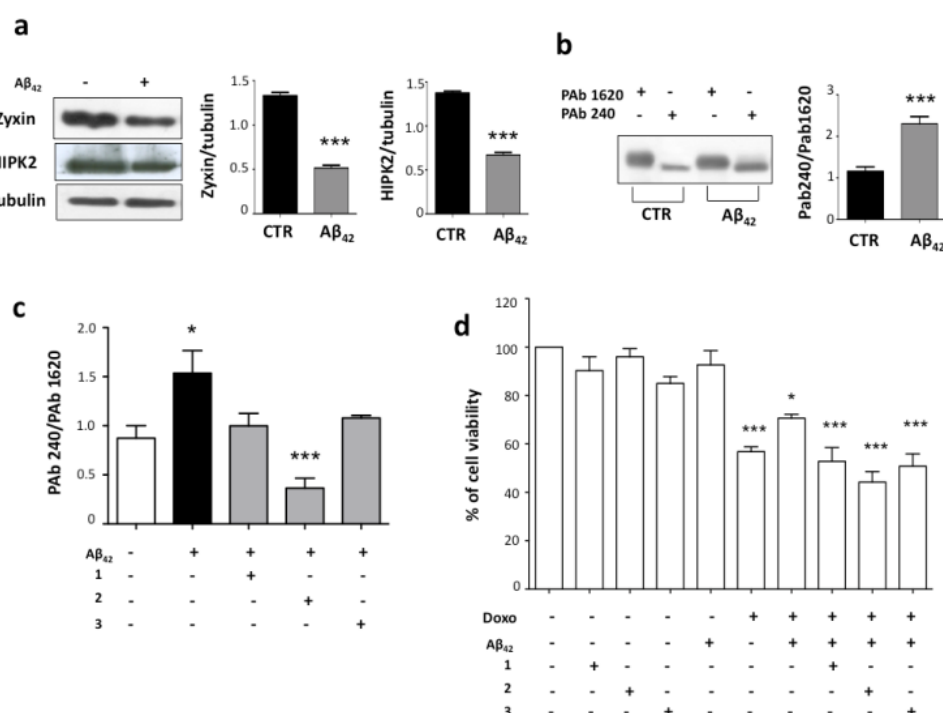 a
Aβ42 - +
Zyxin/tubulin
1.5
1.0
0.5
0
***
CTR Aβ42
HIPK2/tubulin
1.5
1.0
0.5
0
***
CTR Aβ42
b
PAb 1620 + - + -
PAb 240 - + - +
CTR Aβ42
Pab240/Pab1620
3
2
1
0
***
CTR Aβ42
c
PAb 240/PAb 1620
2.0
1.5
1.0
0.5
0
*
***
Aβ42 - + + + +
1 - - + - -
2 - - - + -
3 - - - - +
d
% of cell viability
120
100
80
60
40
20
0
***
*
***
***
***
Doxo - - - - - + + + + +
Aβ42 - - - - + - + + + +
1 - + - - - - - + - -
2 - - + - - - - - + -
3 - - - + - - - - - +